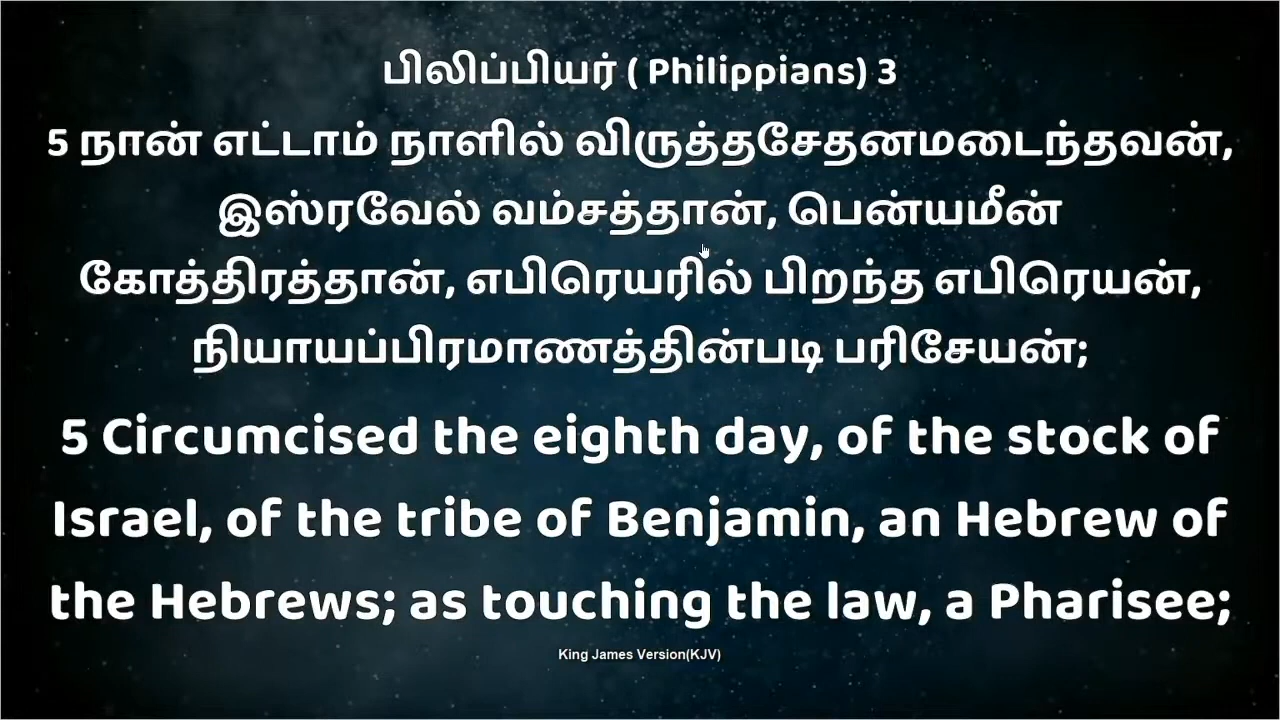 பிலிப்பியர் ( Philippians) 3
5 நான் எட்டாம் நாளில் விருத்தசேதனமடைந்தவன்,
இஸ்ரவேல் வம்சத்தான், பென்யமீன்
கோத்திரத்தான், எபிரெயரில் பிறந்த எபிரெயன்,
நியாயப்பிரமாணத்தின்படி பரிசேயன்;
5 Circumcised the eighth day, of the stock of
Israel, of the tribe of Benjamin, an Hebrew of
the Hebrews; as touching the law, a Pharisee;
King James Version(KJV)